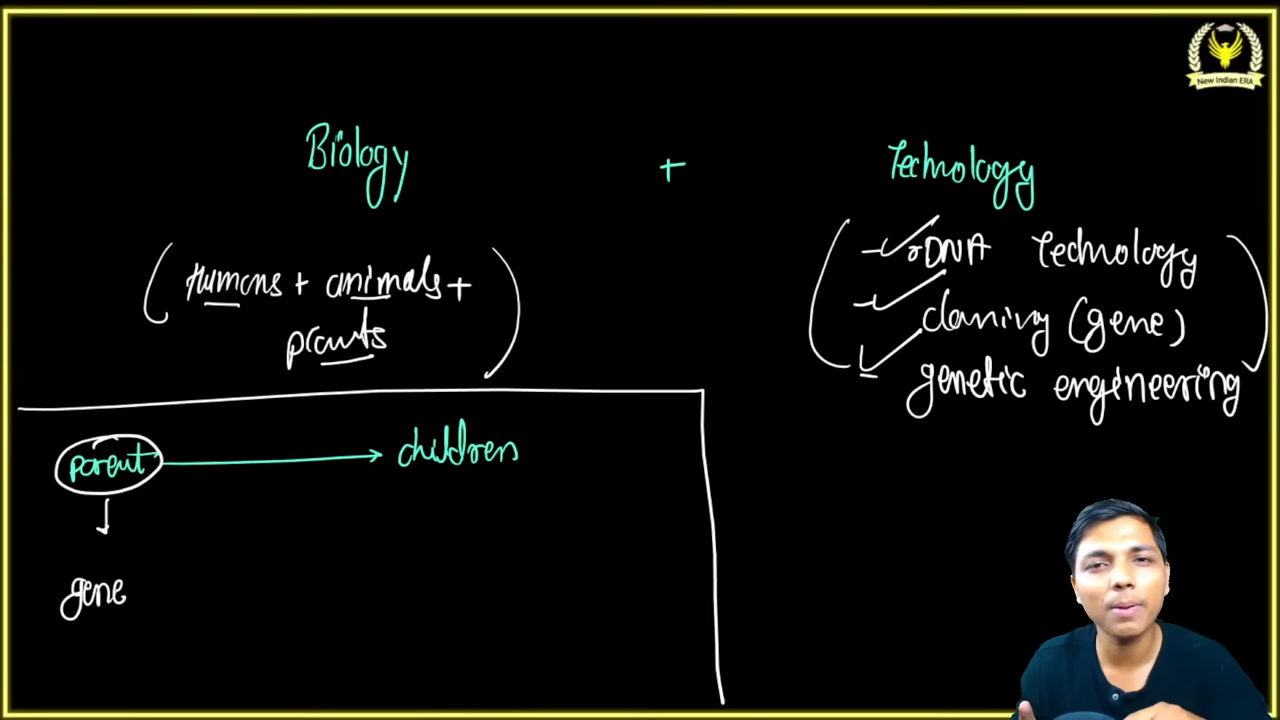 New Indian ERA
Biology + Technology
(Humans + animals +
plants)
(- rDNA Technology
- cloning (gene)
- genetic engineering)
parent → children
↓
gene